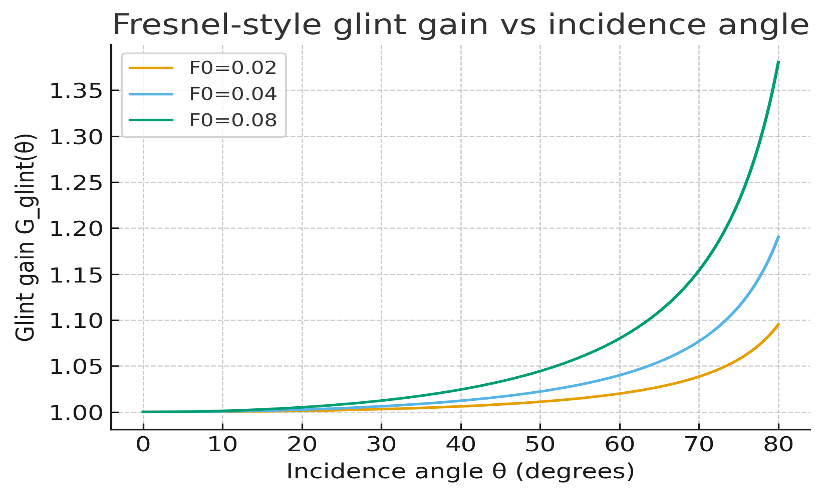 Fresnel-style glint gain vs incidence angle
F0=0.02
F0=0.04
F0=0.08
Glint gain G_glint(θ)
1.35
1.30
1.25
1.20
1.15
1.10
1.05
1.00
0 10 20 30 40 50 60 70 80
Incidence angle θ (degrees)